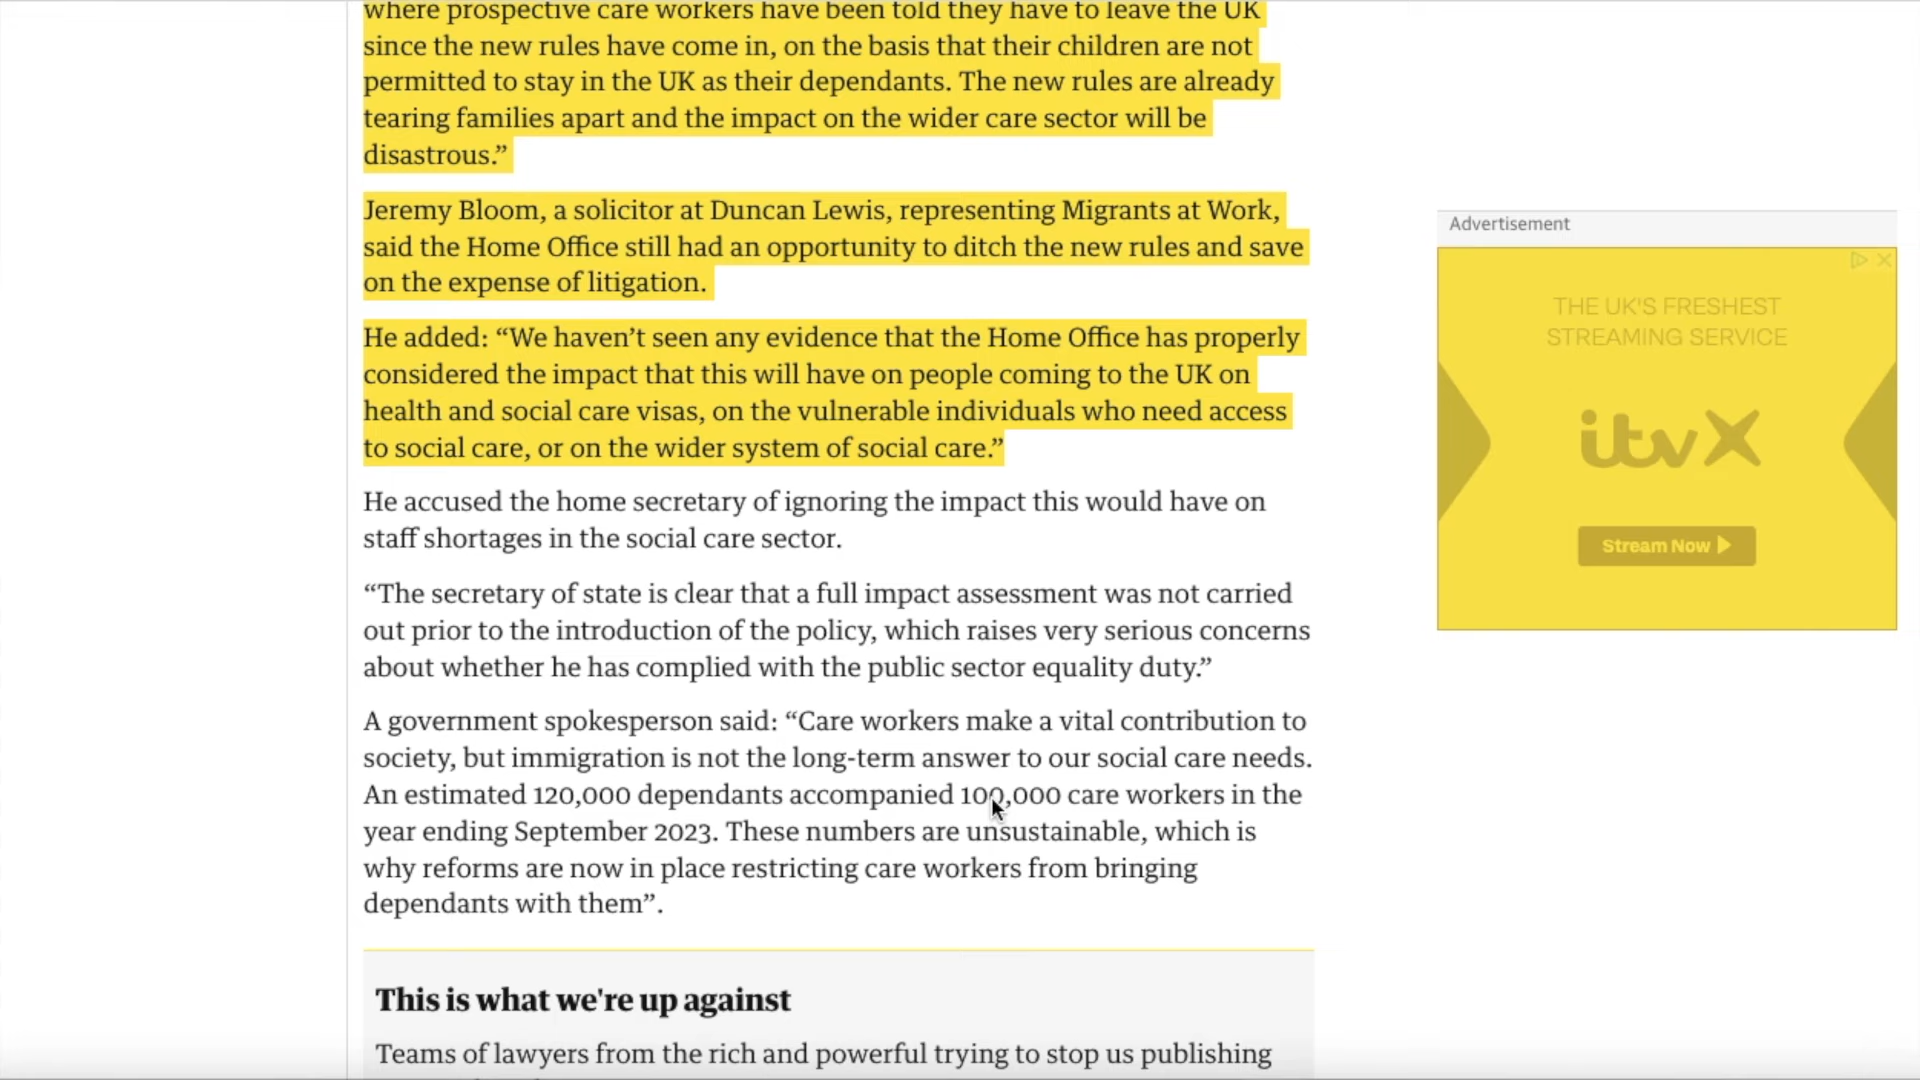 where prospective care workers have been told they have to leave the UK
since the new rules have come in, on the basis that their children are not
permitted to stay in the UK as their dependants. The new rules are already
tearing families apart and the impact on the wider care sector will be
disastrous.”
Jeremy Bloom, a solicitor at Duncan Lewis, representing Migrants at Work,
said the Home Office still had an opportunity to ditch the new rules and save
on the expense of litigation.
He added: “We haven’t seen any evidence that the Home Office has properly
considered the impact that this will have on people coming to the UK on
health and social care visas, on the vulnerable individuals who need access
to social care, or on the wider system of social care.”
He accused the home secretary of ignoring the impact this would have on
staff shortages in the social care sector.
“The secretary of state is clear that a full impact assessment was not carried
out prior to the introduction of the policy, which raises very serious concerns
about whether he has complied with the public sector equality duty.”
A government spokesperson said: “Care workers make a vital contribution to
society, but immigration is not the long-term answer to our social care needs.
An estimated 120,000 dependants accompanied 100,000 care workers in the
year ending September 2023. These numbers are unsustainable, which is
why reforms are now in place restricting care workers from bringing
dependants with them”.
This is what we're up against
Teams of lawyers from the rich and powerful trying to stop us publishing
Advertisement
THE UK'S FRESHEST
STREAMING SERVICE
itvX
Stream Now